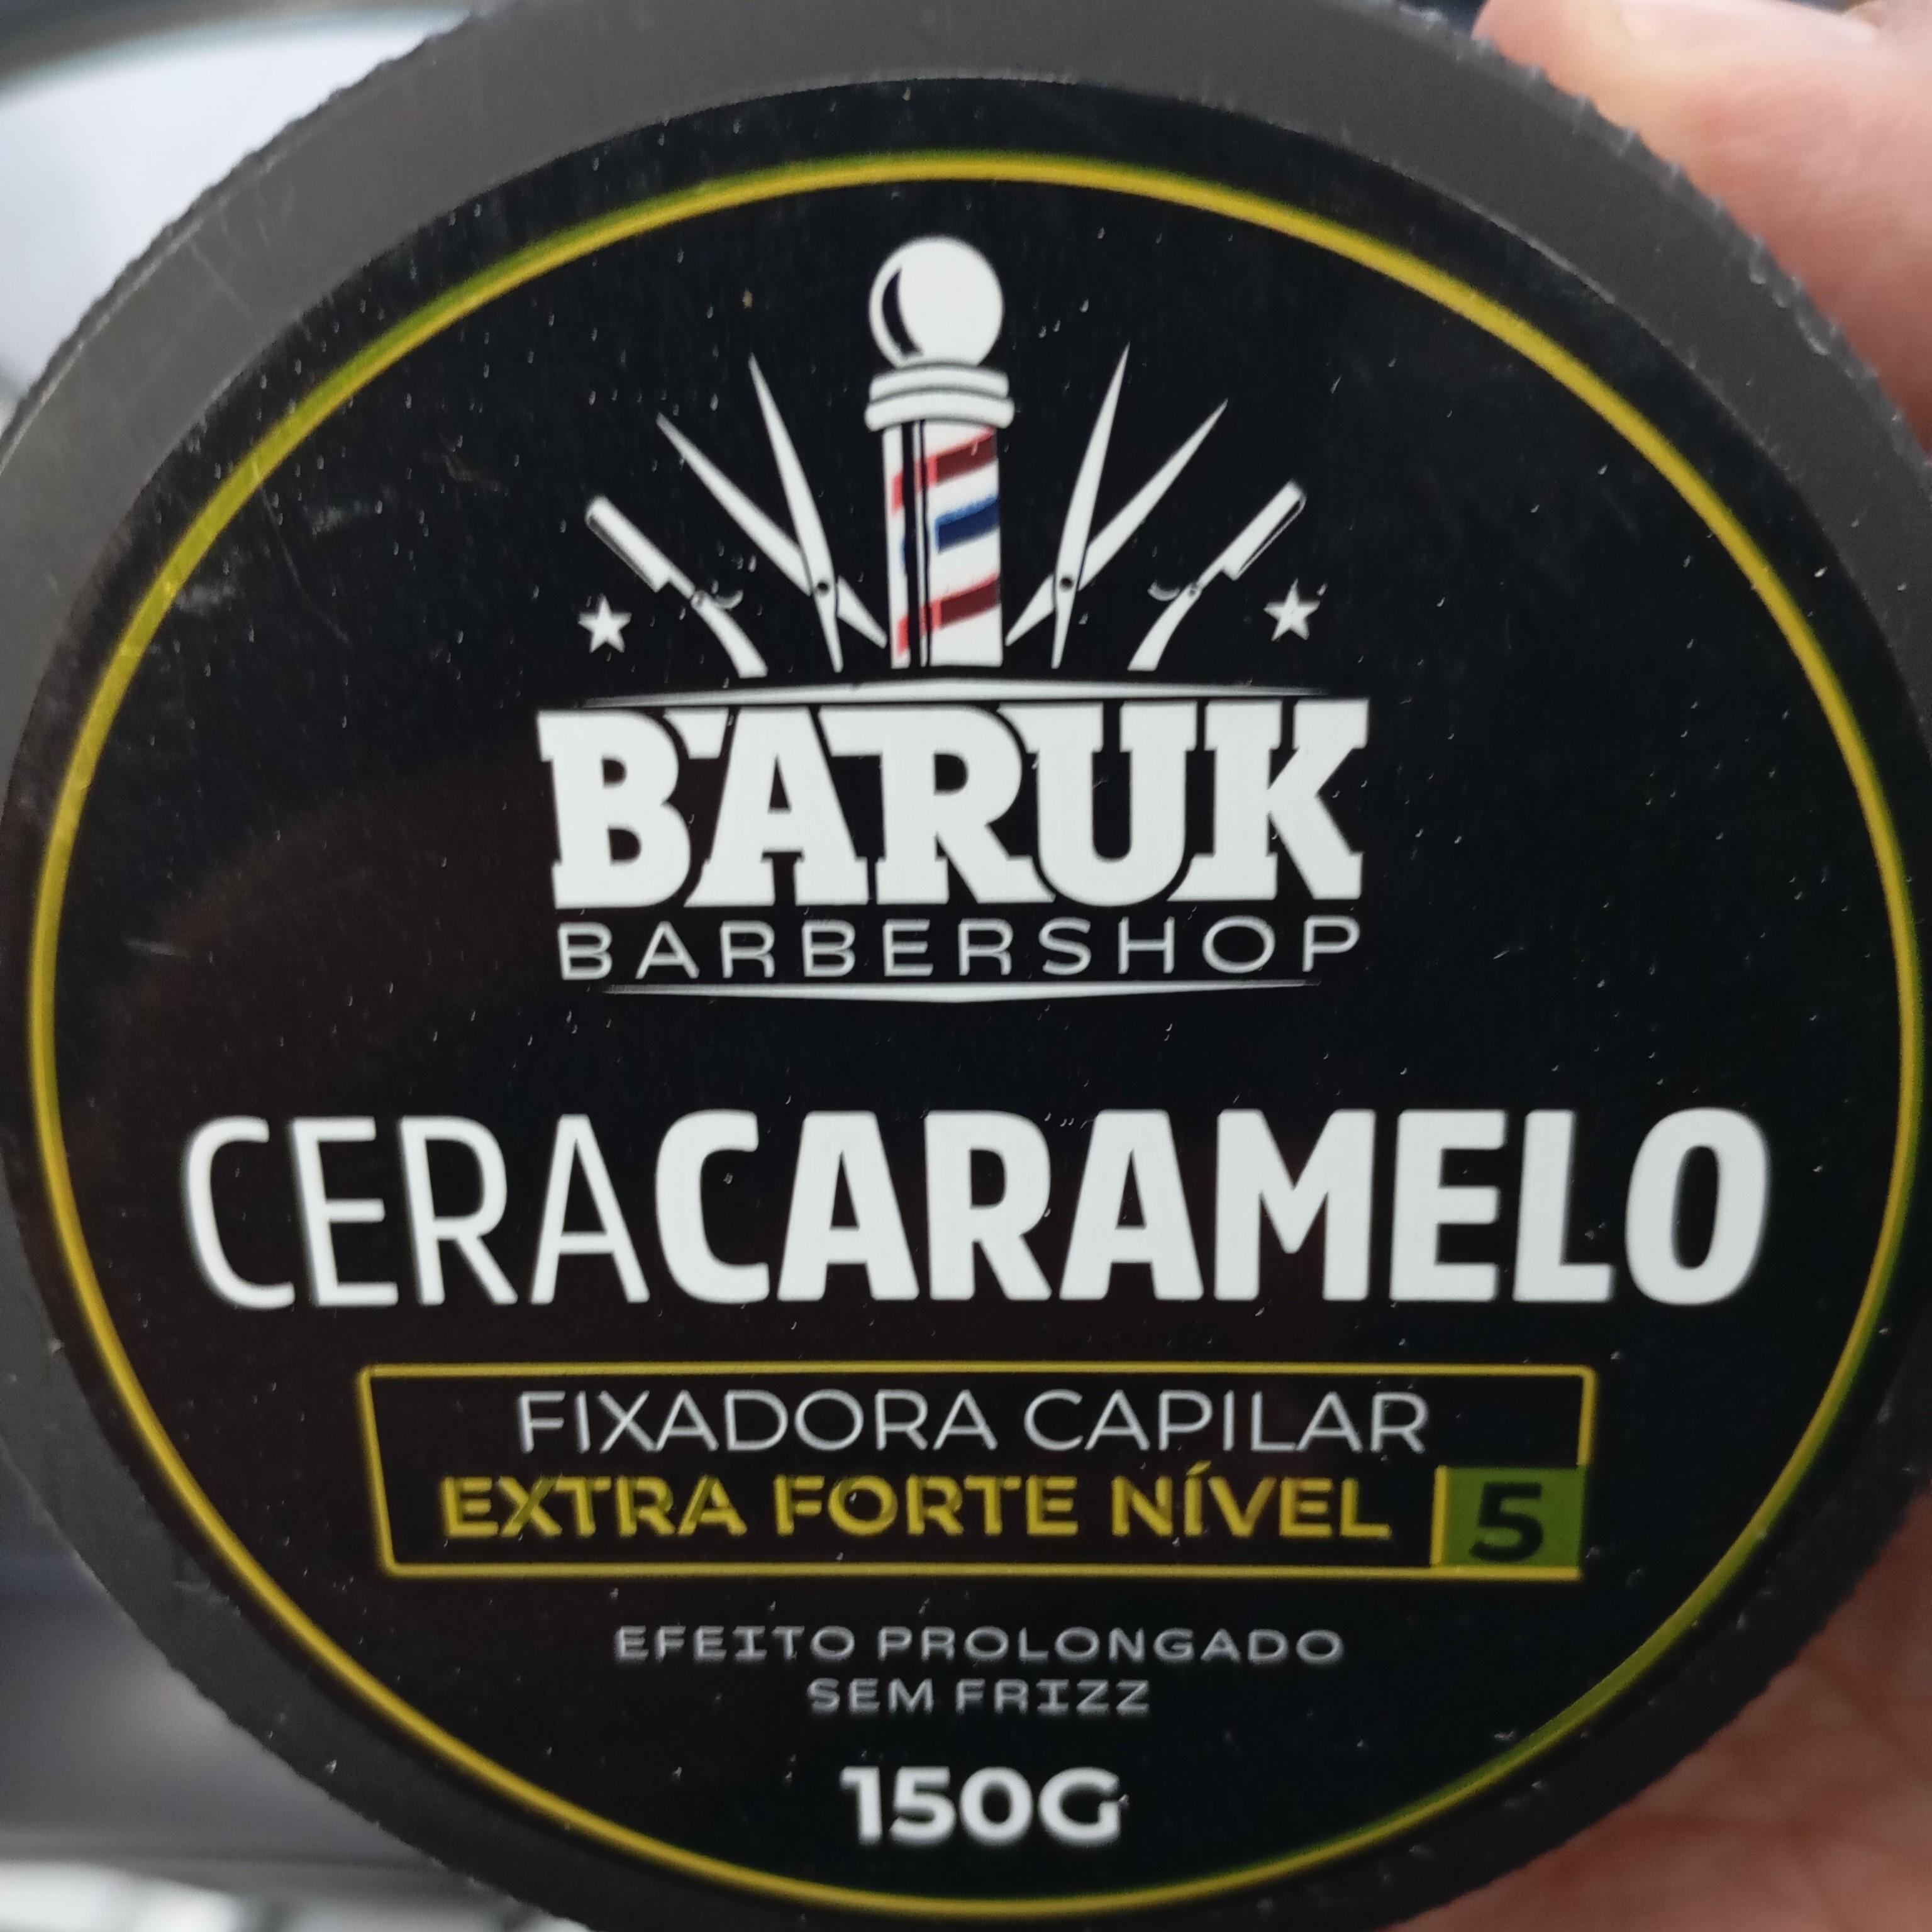 BARUK
BARBERSHOP
CERACARAMELO
FIXADORA CAPILAR
EXTRA FORTE NÍVEL 5
EFEITO PROLONGADO
SEM FRIZZ
150G